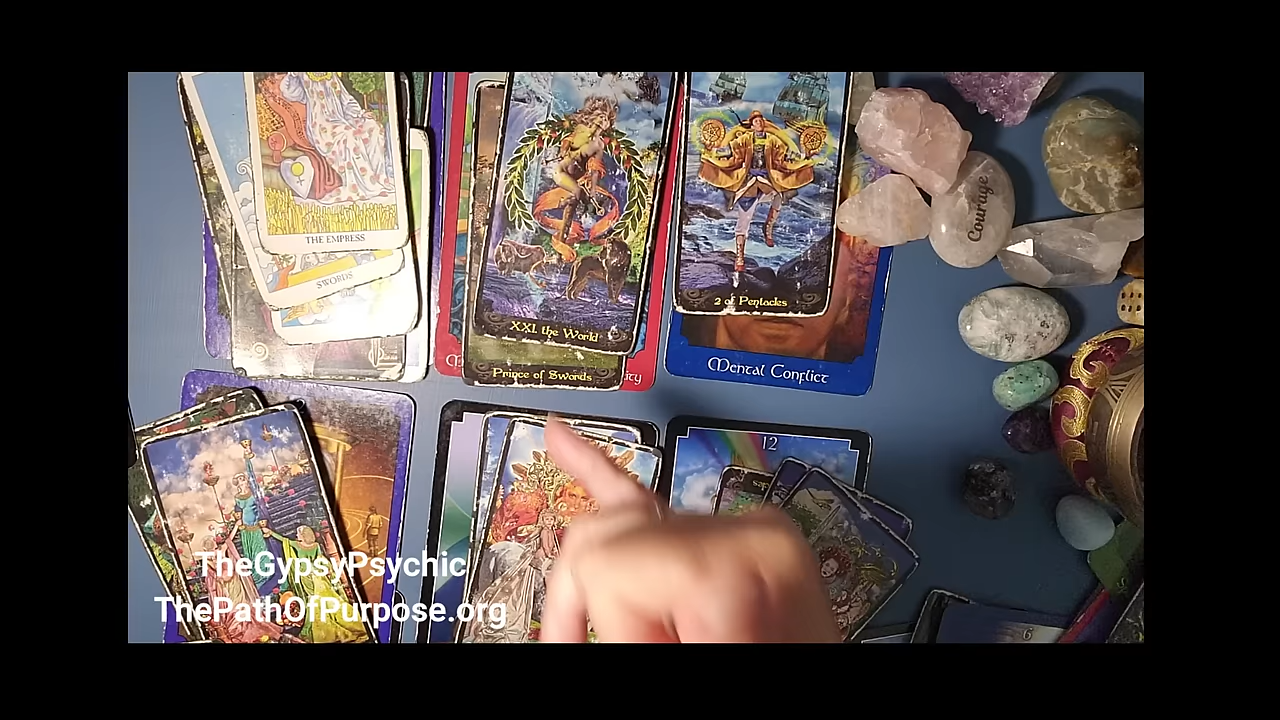 THE EMPRESS
SWORDS
XXI. the World
Prince of Swords
2 of Pentacles
Mental Conflict
Courage
12
6
TheGypsyPsychic
ThePathOfPurpose.org